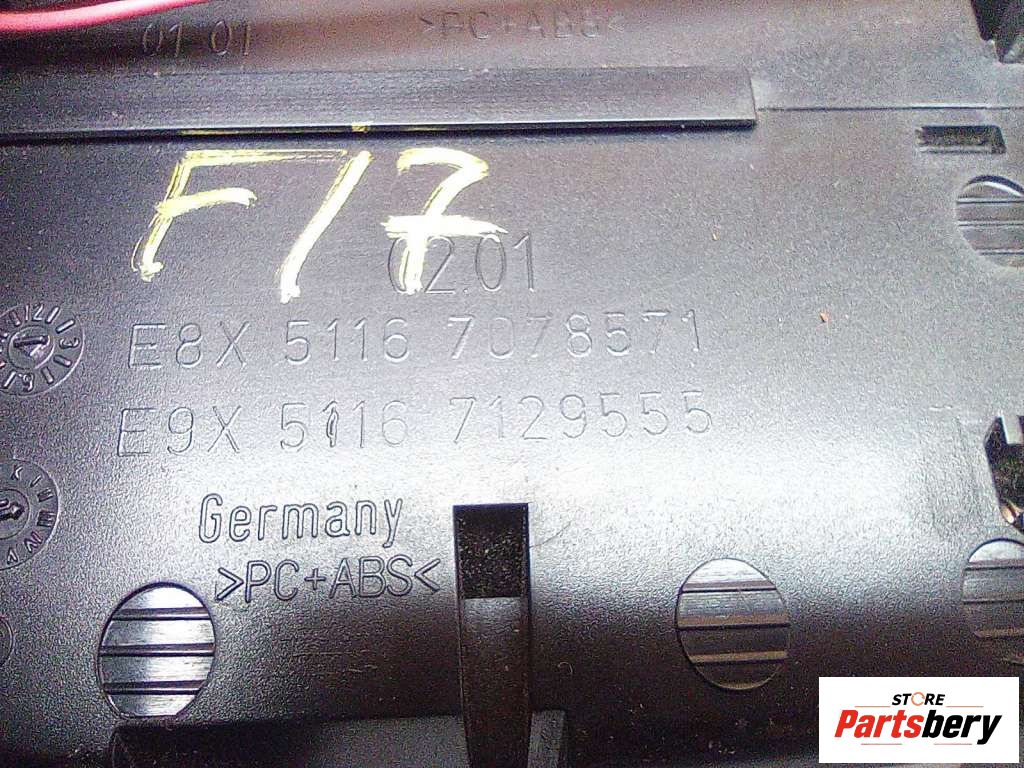 01 01
>PC+ABS<
F17
02.01
E8X 5116 7078571
E9X 5116 7129555
Germany
>PC+ABS<
STORE
Partsbery